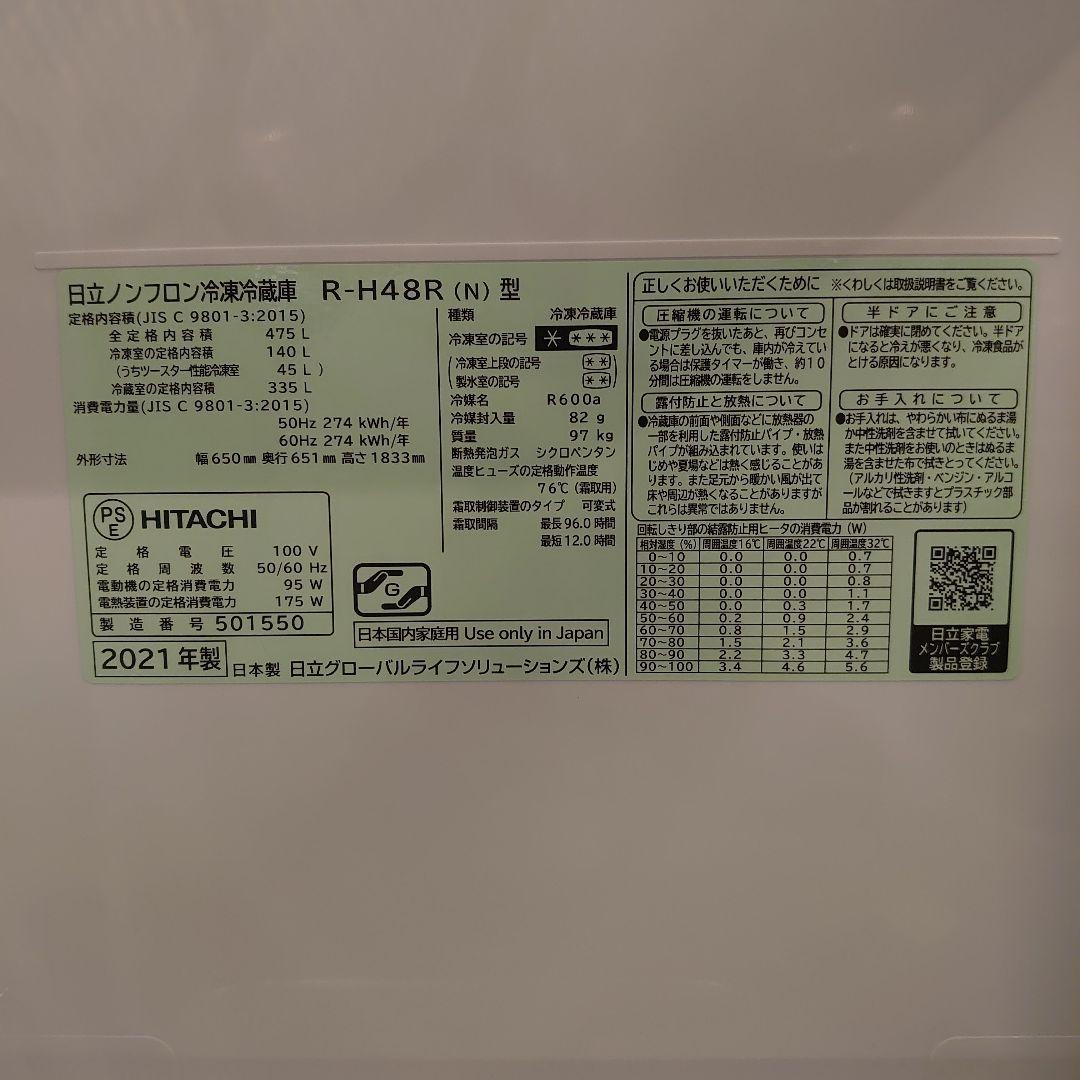 日立ノンフロン冷凍冷蔵庫 R-H48R (N) 型
定格内容積(JIS C 9801-3:2015)
全定格内容積 475 L
冷凍室の定格内容積 140 L
(うちツースター性能冷凍室 45 L )
冷蔵室の定格内容積 335 L
消費電力量(JIS C 9801-3:2015)
50Hz 274 kWh/年
60Hz 274 kWh/年
外形寸法 幅 650 mm 奥行 651 mm 高さ 1833 mm
PS
E
HITACHI
定格電圧 100 V
定格周波数 50/60 Hz
電動機の定格消費電力 95 W
電熱装置の定格消費電力 175 W
製造番号 501550
2021 年製
日本製 日立グローバルライフソリューションズ(株)
種類 冷凍冷蔵庫
冷凍室の記号 * ***
(冷凍室上段の記号 **)
(製氷室の記号 **)
冷媒名 R600a
冷媒封入量 82 g
質量 97 kg
断熱発泡ガス シクロペンタン
温度ヒューズの定格動作温度
76℃ (霜取用)
霜取制御装置のタイプ 可変式
霜取間隔 最長 96.0 時間
最短 12.0 時間
G
日本国内家庭用 Use only in Japan
正しくお使いいただくために ※くわしくは取扱説明書をご覧ください。
圧縮機の運転について
●電源プラグを抜いたあと、再びコンセ
ントに差し込んでも、庫内が冷えてい
る場合は保護タイマーが働き、約10
分間は圧縮機の運転をしません。
露付防止と放熱について
●冷蔵庫の前面や側面などに放熱器の
一部を利用した露付防止パイプ・放熱
パイプが組み込まれています。使いは
じめや夏場などは熱く感じることがあ
ります。また足元から暖かい風が出て
床や周辺が熱くなることがありますが
これらは異常ではありません。
半ドアにご注意
●ドアは確実に閉めてください。半ドア
になると冷えが悪くなり、冷凍食品が
とける原因になります。
お手入れについて
●お手入れは、やわらかい布にぬるま湯
か中性洗剤を含ませて拭いてください。
また中性洗剤をお使いのときはぬるま
湯を含ませた布で拭きとってください。
(アルカリ性洗剤・ベンジン・アルコ
ールなどで拭きますとプラスチック部
品が割れることがあります)
回転しきり部の結露防止用ヒータの消費電力 (W)
相対湿度 (%) 周囲温度16℃ 周囲温度22℃ 周囲温度32℃
0~10 0.0 0.0 0.7
10~20 0.0 0.0 0.7
20~30 0.0 0.0 0.8
30~40 0.0 0.0 1.1
40~50 0.0 0.3 1.7
50~60 0.2 0.9 2.4
60~70 0.8 1.5 2.9
70~80 1.5 2.1 3.6
80~90 2.2 3.3 4.7
90~100 3.4 4.6 5.6
日立家電
メンバーズクラブ
製品登録